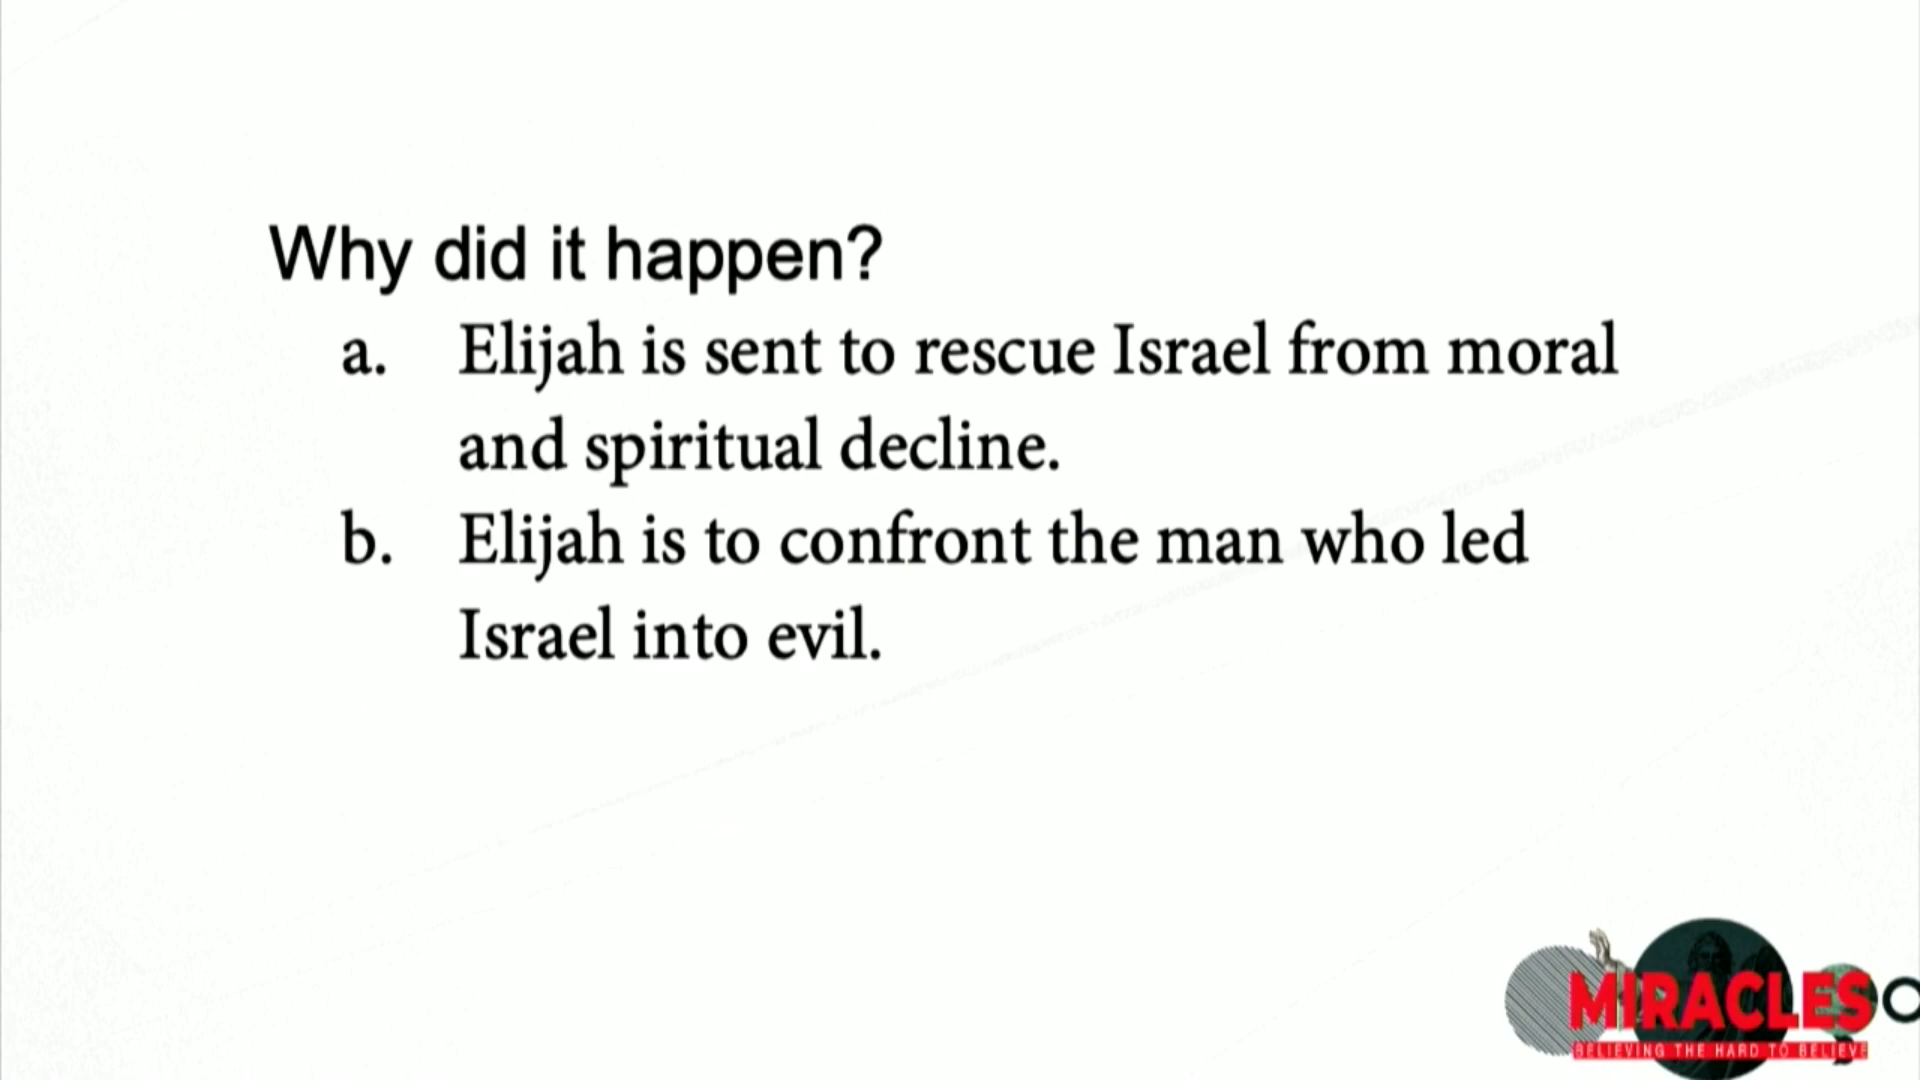 Why did it happen?
a. Elijah is sent to rescue Israel from moral
and spiritual decline.
b. Elijah is to confront the man who led
Israel into evil.
MIRACLES
BELIEVING THE HARD TO BELIEVE